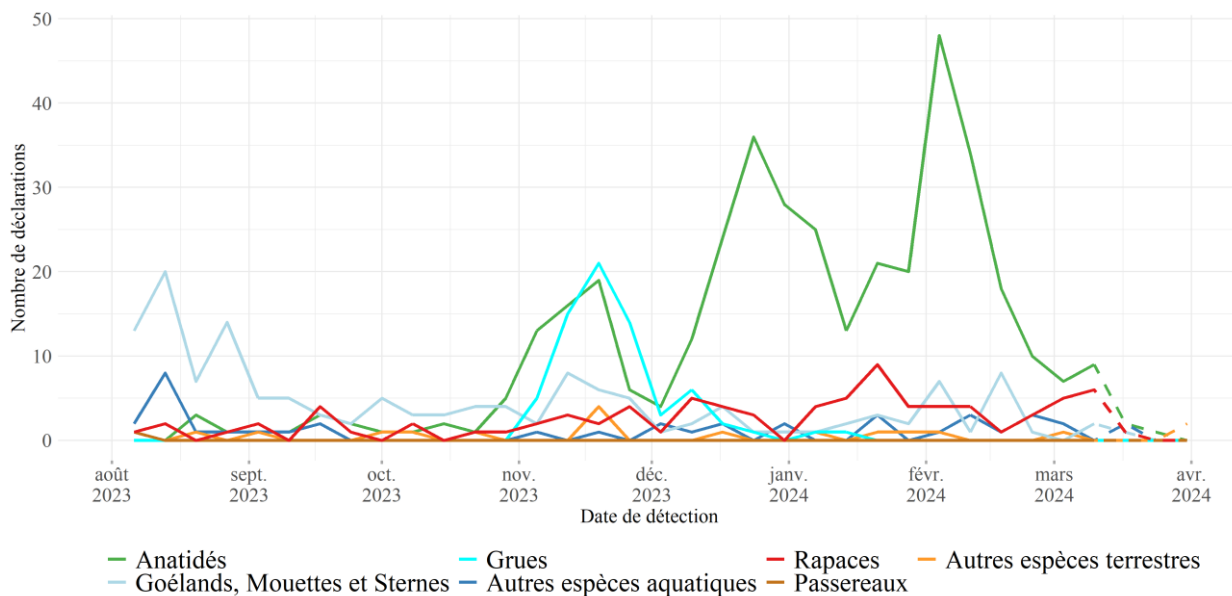 50
40
30
20
10
0
Nombre de déclarations
août
2023
sept.
2023
oct.
2023
nov.
2023
déc.
2023
janv.
2024
févr.
2024
mars
2024
avr.
2024
Date de détection
Anatidés
Grues
Rapaces
Autres espèces terrestres
Goélands, Mouettes et Sternes
Autres espèces aquatiques
Passereaux